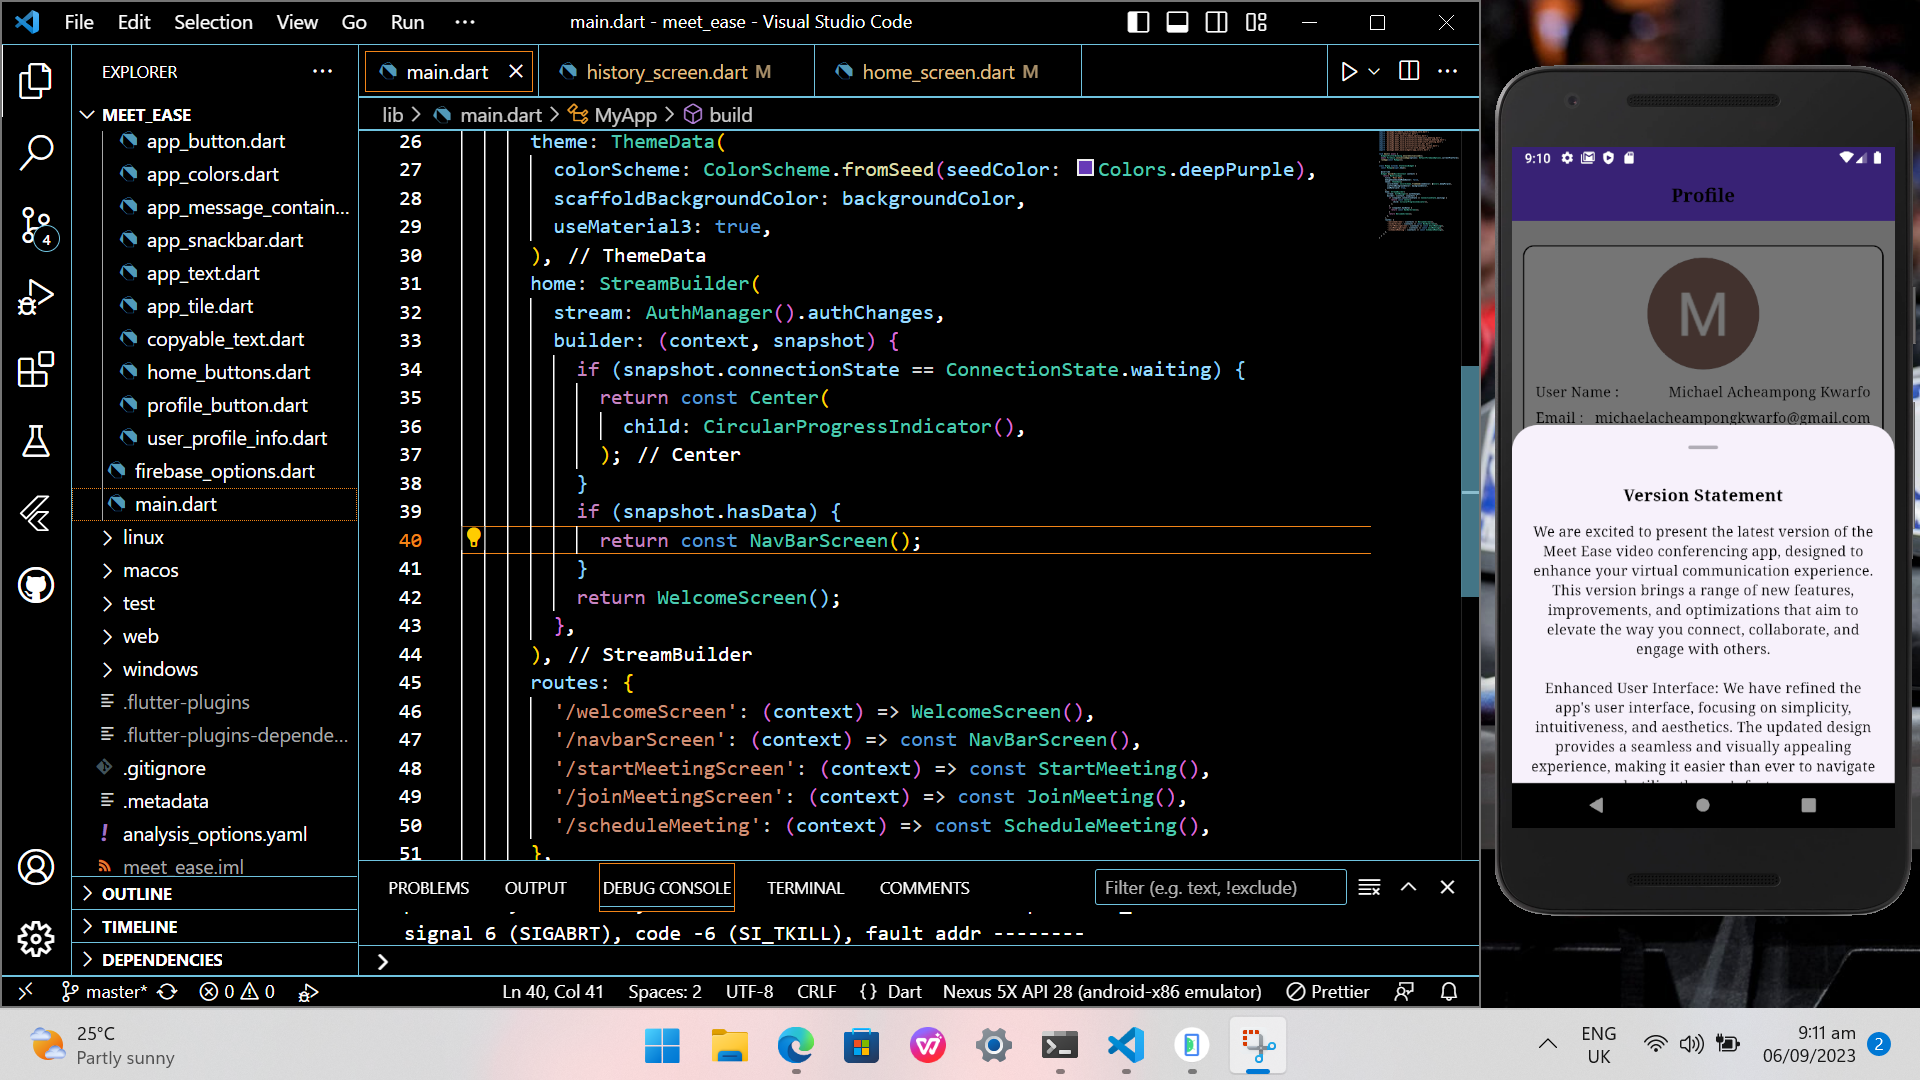 File Edit Selection View Go Run ···
main.dart - meet_ease - Visual Studio Code
EXPLORER
MEET_EASE
app_button.dart
app_colors.dart
app_message_contain...
app_snackbar.dart
app_text.dart
app_tile.dart
copyable_text.dart
home_buttons.dart
profile_button.dart
user_profile_info.dart
firebase_options.dart
main.dart
linux
macos
test
web
windows
.flutter-plugins
.flutter-plugins-depende...
.gitignore
.metadata
analysis_options.yaml
meet_ease.iml
OUTLINE
TIMELINE
DEPENDENCIES
4
main.dart
history_screen.dart M
home_screen.dart M
lib > main.dart > MyApp > build
26 theme: ThemeData(
27 colorScheme: ColorScheme.fromSeed(seedColor: Colors.deepPurple),
28 scaffoldBackgroundColor: backgroundColor,
29 useMaterial3: true,
30 ), // ThemeData
31 home: StreamBuilder(
32 stream: AuthManager().authChanges,
33 builder: (context, snapshot) {
34 if (snapshot.connectionState == ConnectionState.waiting) {
35 return const Center(
36 child: CircularProgressIndicator(),
37 ); // Center
38 }
39 if (snapshot.hasData) {
40 return const NavBarScreen();
41 }
42 return WelcomeScreen();
43 },
44 ), // StreamBuilder
45 routes: {
46 '/welcomeScreen': (context) => WelcomeScreen(),
47 '/navbarScreen': (context) => const NavBarScreen(),
48 '/startMeetingScreen': (context) => const StartMeeting(),
49 '/joinMeetingScreen': (context) => const JoinMeeting(),
50 '/scheduleMeeting': (context) => const ScheduleMeeting(),
51 },
PROBLEMS OUTPUT DEBUG CONSOLE TERMINAL COMMENTS
Filter (e.g. text, !exclude)
signal 6 (SIGABRT), code -6 (SI_TKILL), fault addr --------
>
master* 0 0
Ln 40, Col 41 Spaces: 2 UTF-8 CRLF {} Dart Nexus 5X API 28 (android-x86 emulator) Prettier
9:10
Profile
M
User Name : Michael Acheampong Kwarfo
Email : michaelacheampongkwarfo@gmail.com
Version Statement
We are excited to present the latest version of the
Meet Ease video conferencing app, designed to
enhance your virtual communication experience.
This version brings a range of new features,
improvements, and optimizations that aim to
elevate the way you connect, collaborate, and
engage with others.
Enhanced User Interface: We have refined the
app's user interface, focusing on simplicity,
intuitiveness, and aesthetics. The updated design
provides a seamless and visually appealing
experience, making it easier than ever to navigate
25°C
Partly sunny
ENG
UK
9:11 am
06/09/2023
2